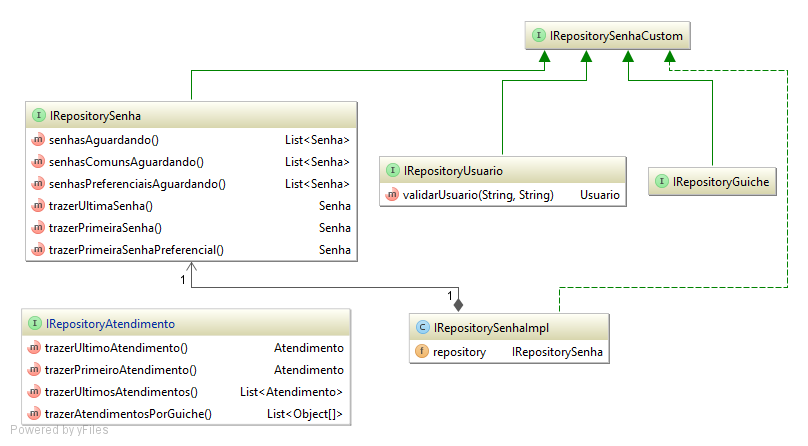 I IRepositorySenhaCustom
I IRepositorySenha
m senhasAguardando() List<Senha>
m senhasComunsAguardando() List<Senha>
m senhasPreferenciaisAguardando() List<Senha>
m trazerUltimaSenha() Senha
m trazerPrimeiraSenha() Senha
m trazerPrimeiraSenhaPreferencial() Senha
I IRepositoryUsuario
m validarUsuario(String, String) Usuario
I IRepositoryGuiche
1
1
I IRepositoryAtendimento
m trazerUltimoAtendimento() Atendimento
m trazerPrimeiroAtendimento() Atendimento
m trazerUltimosAtendimentos() List<Atendimento>
m trazerAtendimentosPorGuiche() List<Object[]>
C IRepositorySenhaImpl
f repository IRepositorySenha
Powered by yFiles